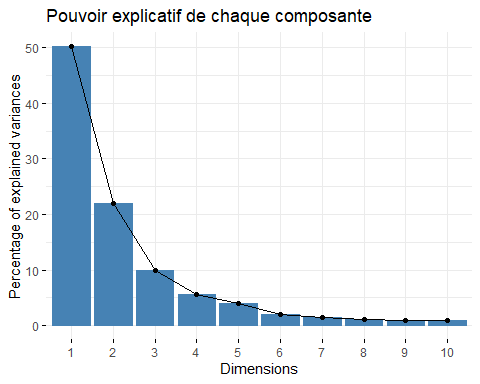 Pouvoir explicatif de chaque composante
Percentage of explained variances
50
40
30
20
10
0
1 2 3 4 5 6 7 8 9 10
Dimensions